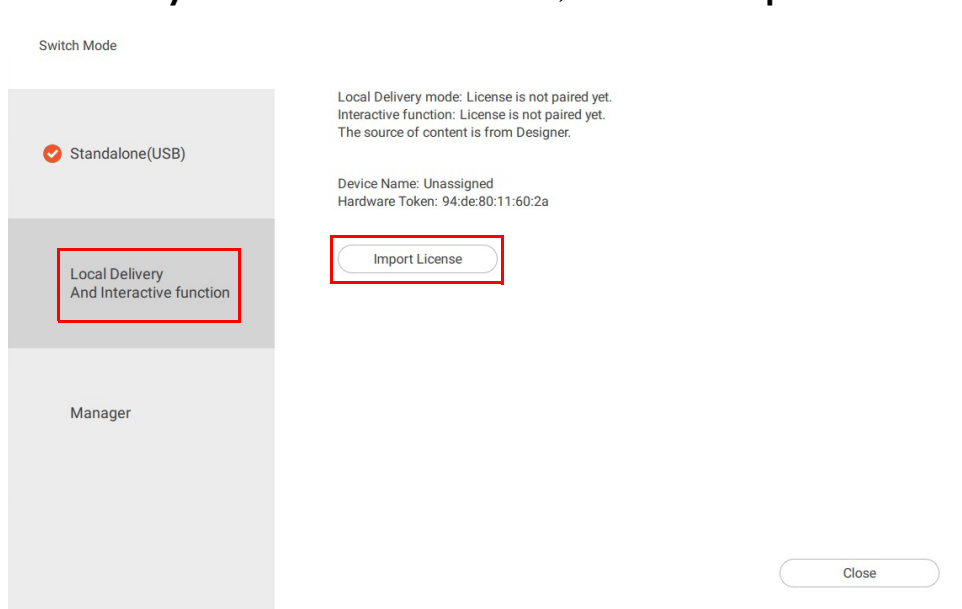 Switch Mode
Standalone(USB)
Local Delivery
And Interactive function
Manager
Local Delivery mode: License is not paired yet.
Interactive function: License is not paired yet.
The source of content is from Designer.
Device Name: Unassigned
Hardware Token: 94:de:80:11:60:2a
Import License
Close